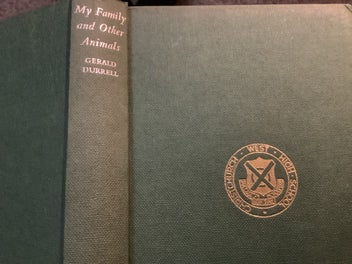 My Family
and Other
Animals
GERALD
DURRELL
CHRISTCHURCH · WEST · HIGH · SCHOOL